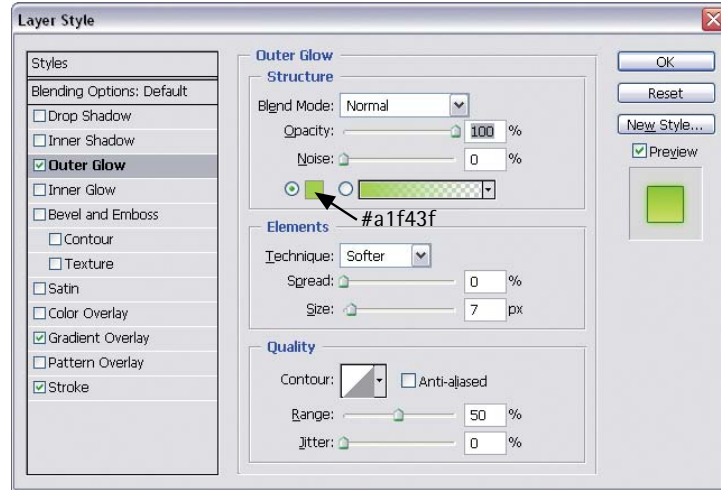 Layer Style
Styles
Blending Options: Default
Drop Shadow
Inner Shadow
Outer Glow
Inner Glow
Bevel and Emboss
Contour
Texture
Satin
Color Overlay
Gradient Overlay
Pattern Overlay
Stroke
Outer Glow
Structure
Blend Mode: Normal
Opacity: 100 %
Noise: 0 %
#a1f43f
Elements
Technique: Softer
Spread: 0 %
Size: 7 px
Quality
Contour: Anti-aliased
Range: 50 %
Jitter: 0 %
OK
Reset
New Style...
Preview